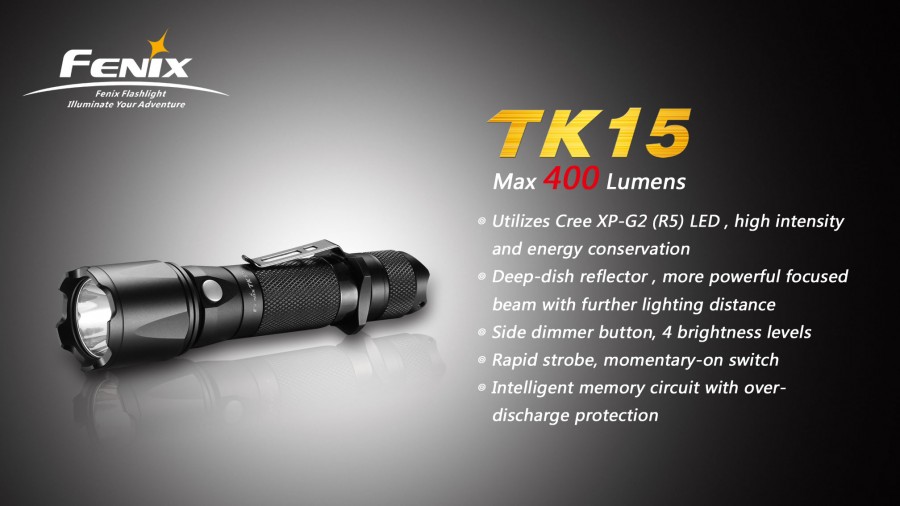 FENIX
Fenix Flashlight
Illuminate Your Adventure
TK15
Max 400 Lumens
Utilizes Cree XP-G2 (R5) LED , high intensity
and energy conservation
Deep-dish reflector , more powerful focused
beam with further lighting distance
Side dimmer button, 4 brightness levels
Rapid strobe, momentary-on switch
Intelligent memory circuit with over-
discharge protection